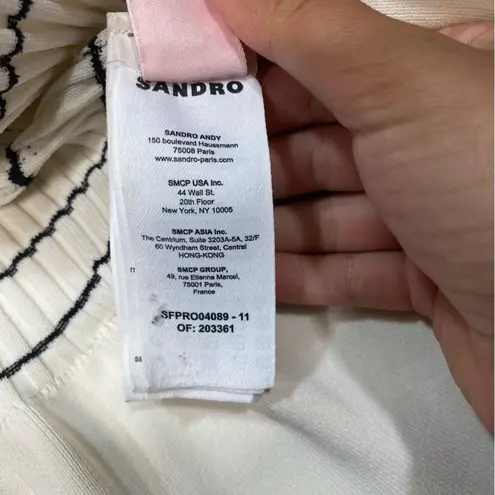 SANDRO
SANDRO ANDY
150 boulevard Haussmann
75008 Paris
www.sandro-paris.com
SMCP USA Inc.
44 Wall St.
20th Floor
New York, NY 10005
SMCP ASIA Inc.
The Centrium, Suite 3203A-5A, 32/F
60 Wyndham Street, Central
HONG-KONG
IT
SMCP GROUP,
49, rue Etienne Marcel,
75001 Paris,
France
SFPRO04089 - 11
OF: 203361